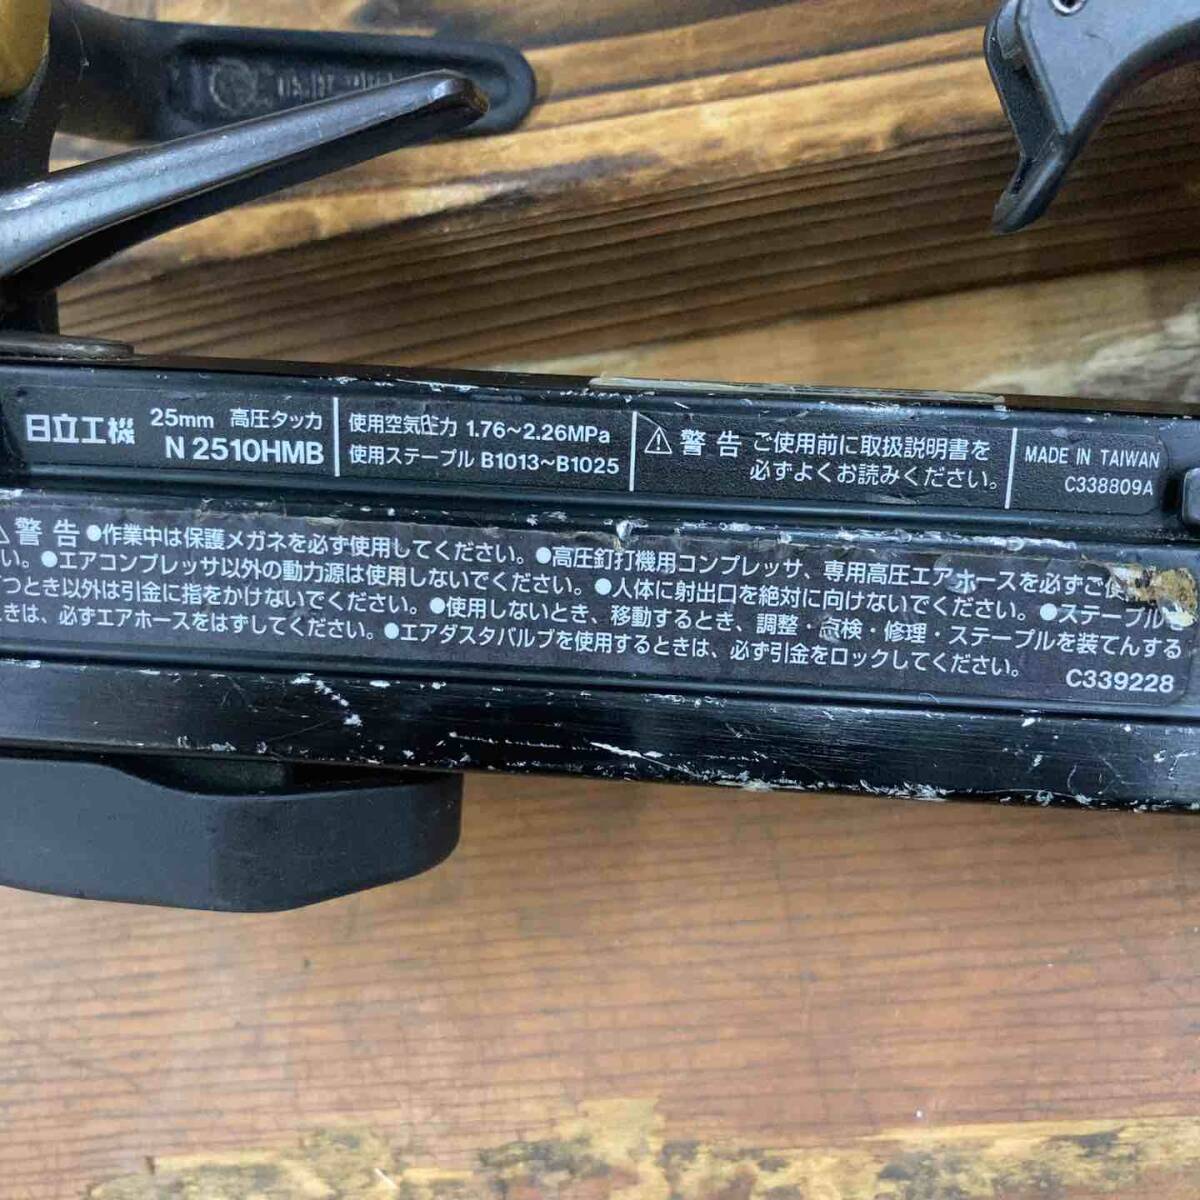 日立工機 25mm 高圧タッカ
N 2510HMB
使用空気圧力 1.76～2.26MPa
使用ステープル B1013～B1025
⚠ 警告 ご使用前に取扱説明書を
必ずよくお読みください。
MADE IN TAIWAN
C338809A
⚠ 警告 ●作業中は保護メガネを必ず使用してください。●高圧釘打機用コンプレッサ、専用高圧エアホースを必ずご使
い。●エアコンプレッサ以外の動力源は使用しないでください。●人体に射出口を絶対に向けないでください。●ステープルを
つとき以外は引金に指をかけないでください。●使用しないとき、移動するとき、調整・点検・修理・ステープルを装てんする
きは、必ずエアホースをはずしてください。●エアダスタバルブを使用するときは、必ず引金をロックしてください。
C339228